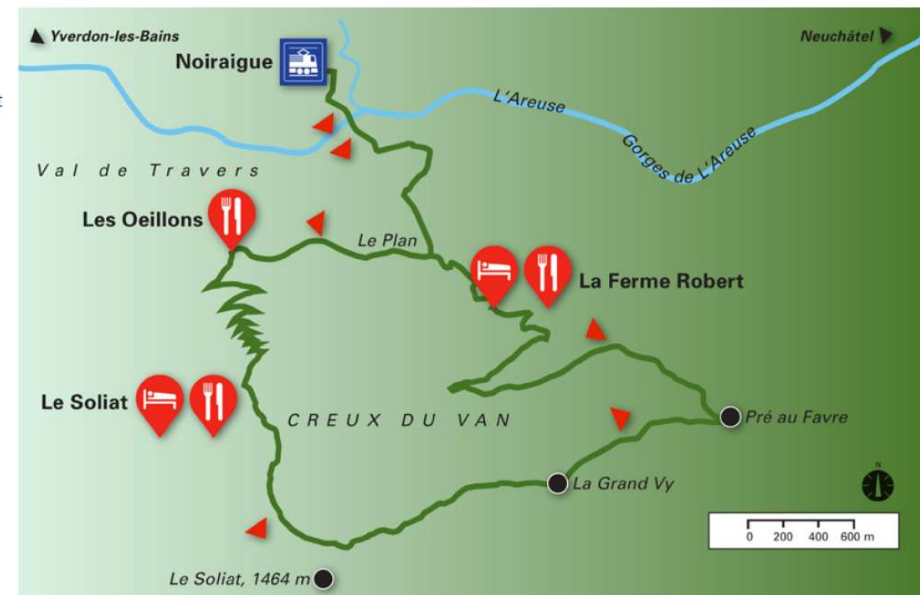 Yverdon-les-Bains
Neuchâtel
Noiraigue
t
L'Areuse
Gorges de L'Areuse
Val de Travers
Les Oeillons
Le Plan
La Ferme Robert
Le Soliat
CREUX DU VAN
Pré au Favre
La Grand Vy
N
0 200 400 600 m
Le Soliat, 1464 m